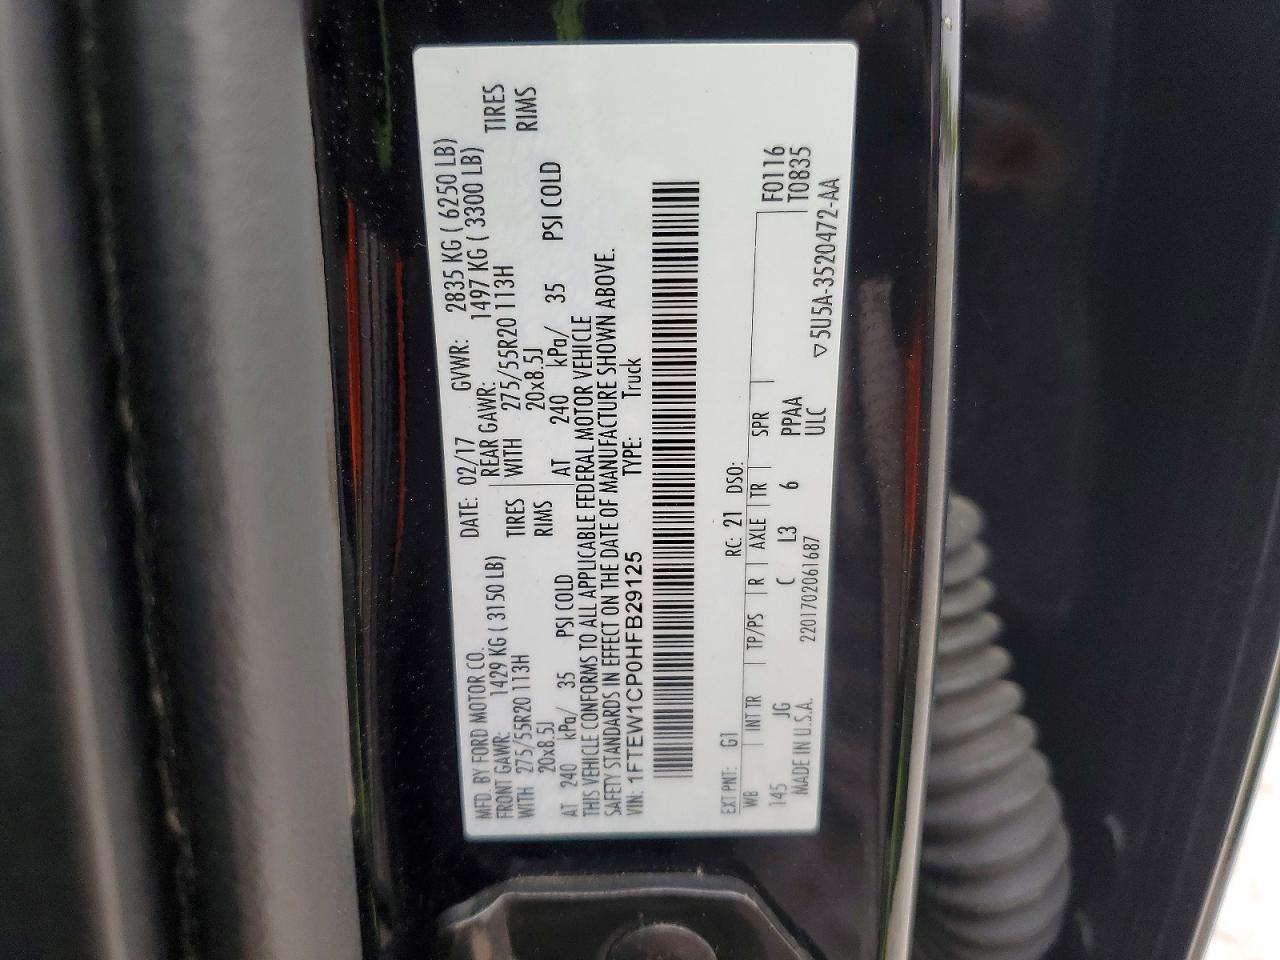 MFD. BY FORD MOTOR CO.
DATE: 02/17 GVWR: 2835 KG ( 6250 LB)
FRONT GAWR: 1429 KG ( 3150 LB) REAR GAWR: 1497 KG ( 3300 LB)
WITH 275/55R20 113H TIRES WITH 275/55R20 113H TIRES
20x8.5J RIMS 20x8.5J RIMS
AT 240 kPa/ 35 PSI COLD AT 240 kPa/ 35 PSI COLD
THIS VEHICLE CONFORMS TO ALL APPLICABLE FEDERAL MOTOR VEHICLE
SAFETY STANDARDS IN EFFECT ON THE DATE OF MANUFACTURE SHOWN ABOVE.
VIN: 1FTEW1CP0HFB29125 TYPE: Truck
EXT PNT: G1 RC: 21 DSO:
WB INT TR TP/PS R AXLE TR SPR F0116
145 JG C L3 6 PPAA T0835
MADE IN U.S.A. 2201702061687 ULC
▽5U5A-3520472-AA